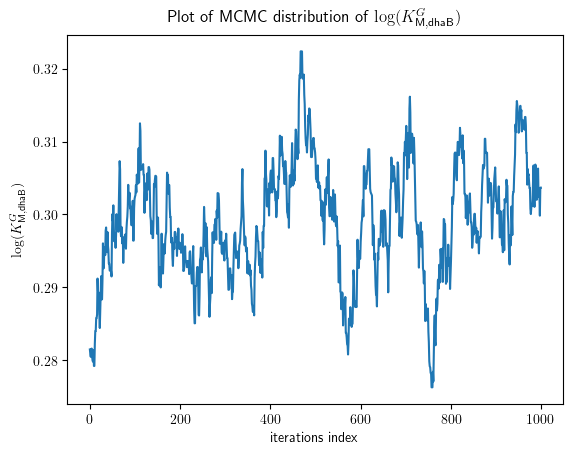 Plot of MCMC distribution of log(K^G_M,dhaB)
log(K^G_M,dhaB)
0.32
0.31
0.30
0.29
0.28
0 200 400 600 800 1000
iterations index